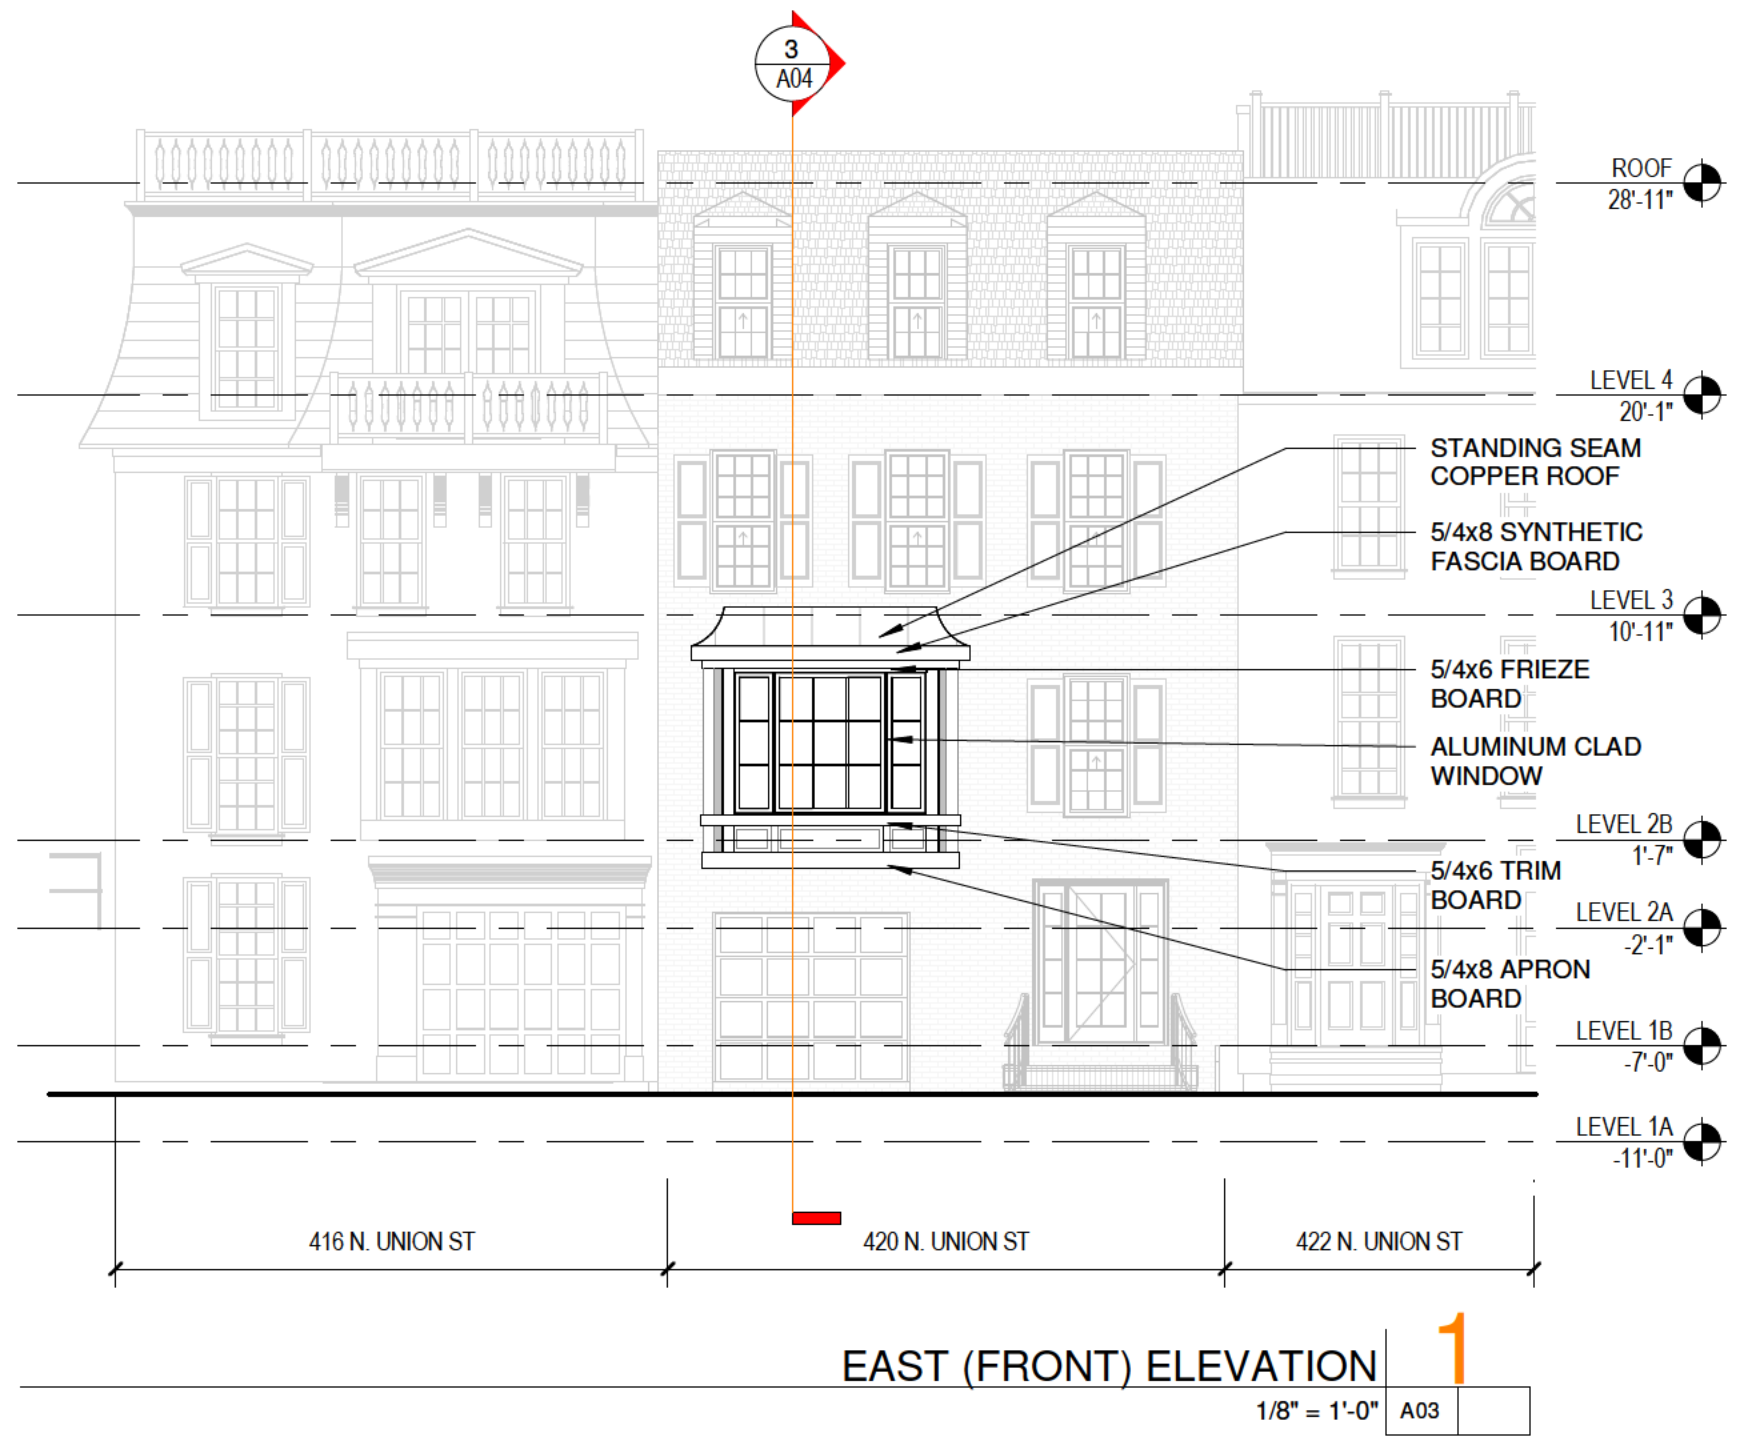 3
A04
ROOF
28'-11"
LEVEL 4
20'-1"
STANDING SEAM
COPPER ROOF
5/4x8 SYNTHETIC
FASCIA BOARD
LEVEL 3
10'-11"
5/4x6 FRIEZE
BOARD
ALUMINUM CLAD
WINDOW
LEVEL 2B
1'-7"
5/4x6 TRIM
BOARD
LEVEL 2A
-2'-1"
5/4x8 APRON
BOARD
LEVEL 1B
-7'-0"
LEVEL 1A
-11'-0"
416 N. UNION ST
420 N. UNION ST
422 N. UNION ST
EAST (FRONT) ELEVATION
1
1/8" = 1'-0"
A03